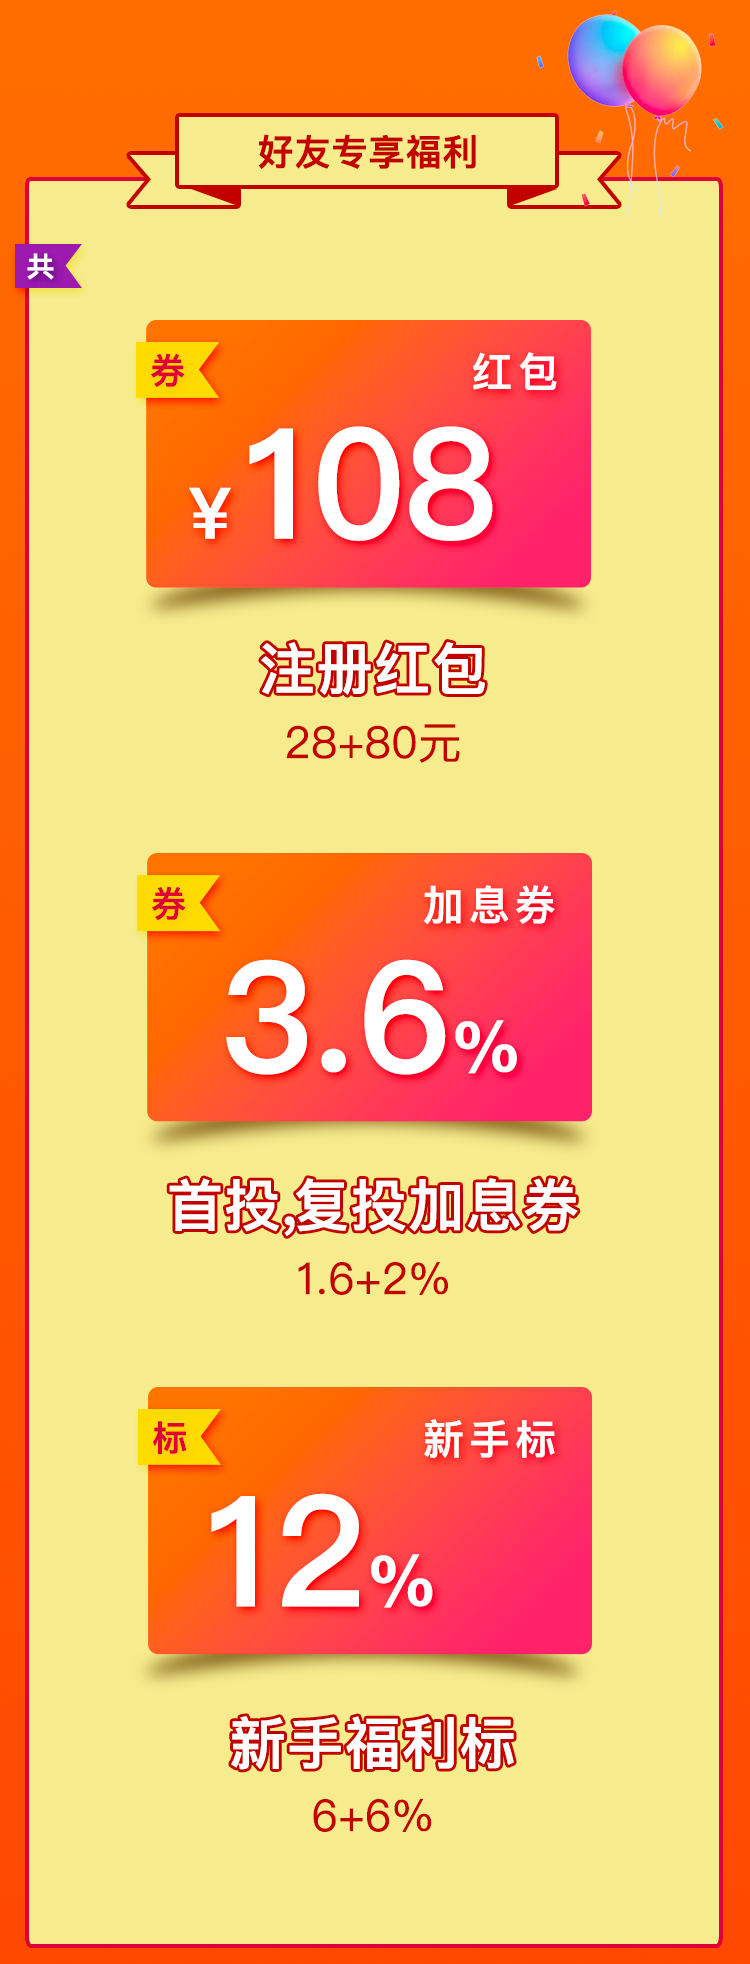 好友专享福利
共
券
红包
¥108
注册红包
28+80元
券
加息券
3.6%
首投,复投加息券
1.6+2%
标
新手标
12%
新手福利标
6+6%